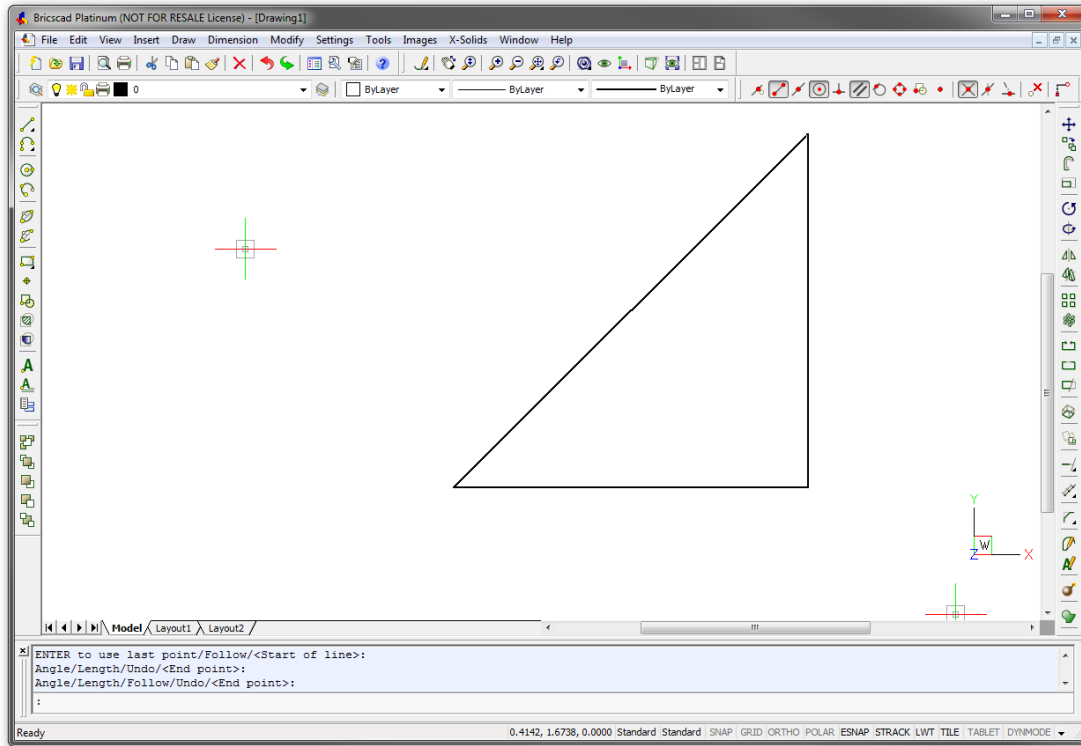 Bricscad Platinum (NOT FOR RESALE License) - [Drawing1]
File Edit View Insert Draw Dimension Modify Settings Tools Images X-Solids Window Help
0 ByLayer ByLayer ByLayer
Y
W
Z X
Model Layout1 Layout2
ENTER to use last point/Follow/<Start of line>:
Angle/Length/Undo/<End point>:
Angle/Length/Follow/Undo/<End point>:
:
Ready 0.4142, 1.6738, 0.0000 Standard Standard SNAP GRID ORTHO POLAR ESNAP STRACK LWT TILE TABLET DYNMODE